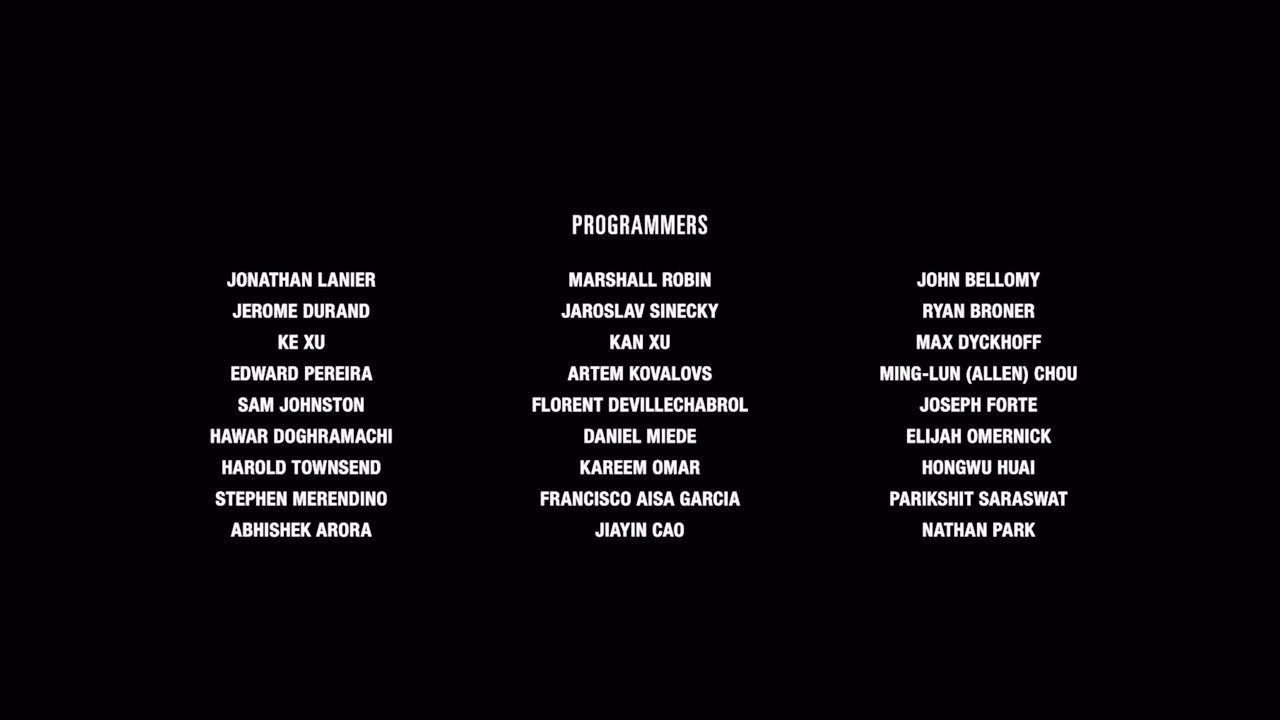 PROGRAMMERS
JONATHAN LANIER MARSHALL ROBIN JOHN BELLOMY
JEROME DURAND JAROSLAV SINECKY RYAN BRONER
KE XU KAN XU MAX DYCKHOFF
EDWARD PEREIRA ARTEM KOVALOVS MING-LUN (ALLEN) CHOU
SAM JOHNSTON FLORENT DEVILLECHABROL JOSEPH FORTE
HAWAR DOGHRAMACHI DANIEL MIEDE ELIJAH OMERNICK
HAROLD TOWNSEND KAREEM OMAR HONGWU HUAI
STEPHEN MERENDINO FRANCISCO AISA GARCIA PARIKSHIT SARASWAT
ABHISHEK ARORA JIAYIN CAO NATHAN PARK